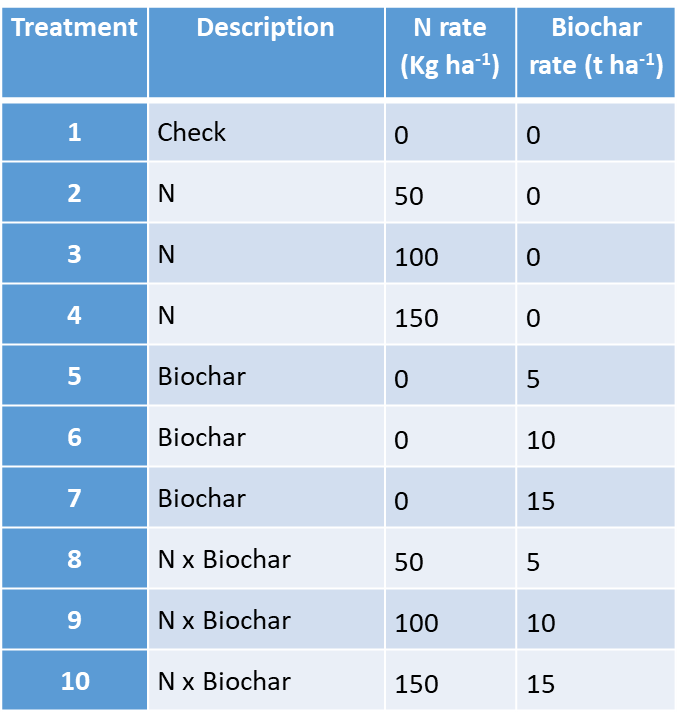 Treatment Description N rate (Kg ha-1) Biochar rate (t ha-1)
1 Check 0 0
2 N 50 0
3 N 100 0
4 N 150 0
5 Biochar 0 5
6 Biochar 0 10
7 Biochar 0 15
8 N x Biochar 50 5
9 N x Biochar 100 10
10 N x Biochar 150 15